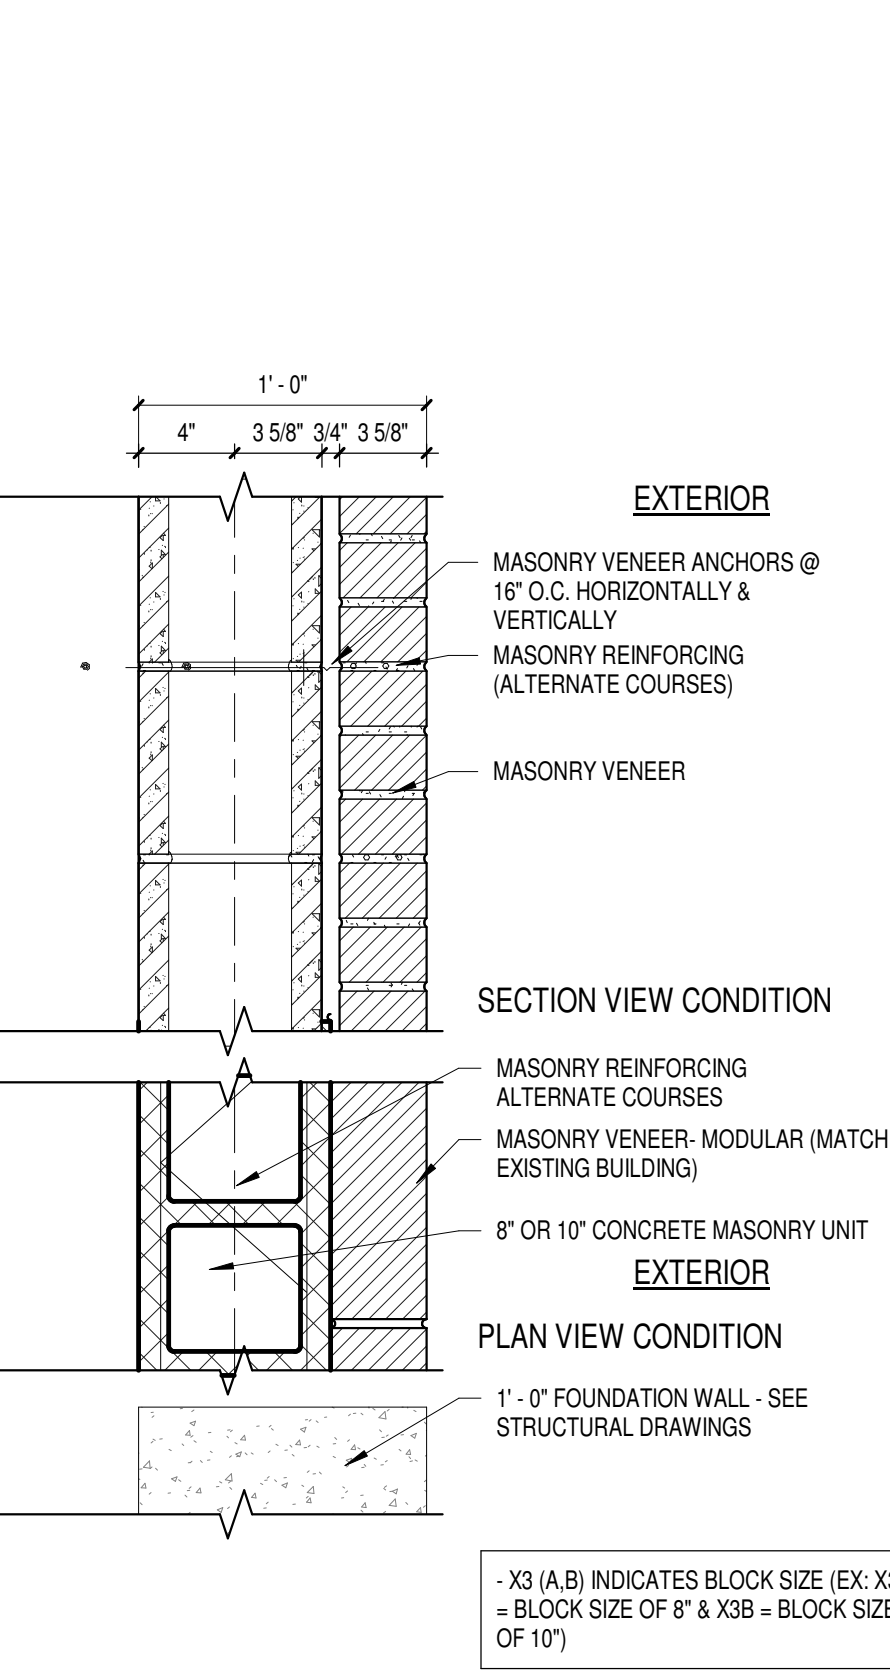 1' - 0"
4" 3 5/8" 3/4" 3 5/8"
EXTERIOR
MASONRY VENEER ANCHORS @
16" O.C. HORIZONTALLY &
VERTICALLY
MASONRY REINFORCING
(ALTERNATE COURSES)
MASONRY VENEER
SECTION VIEW CONDITION
MASONRY REINFORCING
ALTERNATE COURSES
MASONRY VENEER- MODULAR (MATCH
EXISTING BUILDING)
8" OR 10" CONCRETE MASONRY UNIT
EXTERIOR
PLAN VIEW CONDITION
1' - 0" FOUNDATION WALL - SEE
STRUCTURAL DRAWINGS
- X3 (A,B) INDICATES BLOCK SIZE (EX:
= BLOCK SIZE OF 8" & X3B = BLOCK SIZE
OF 10")